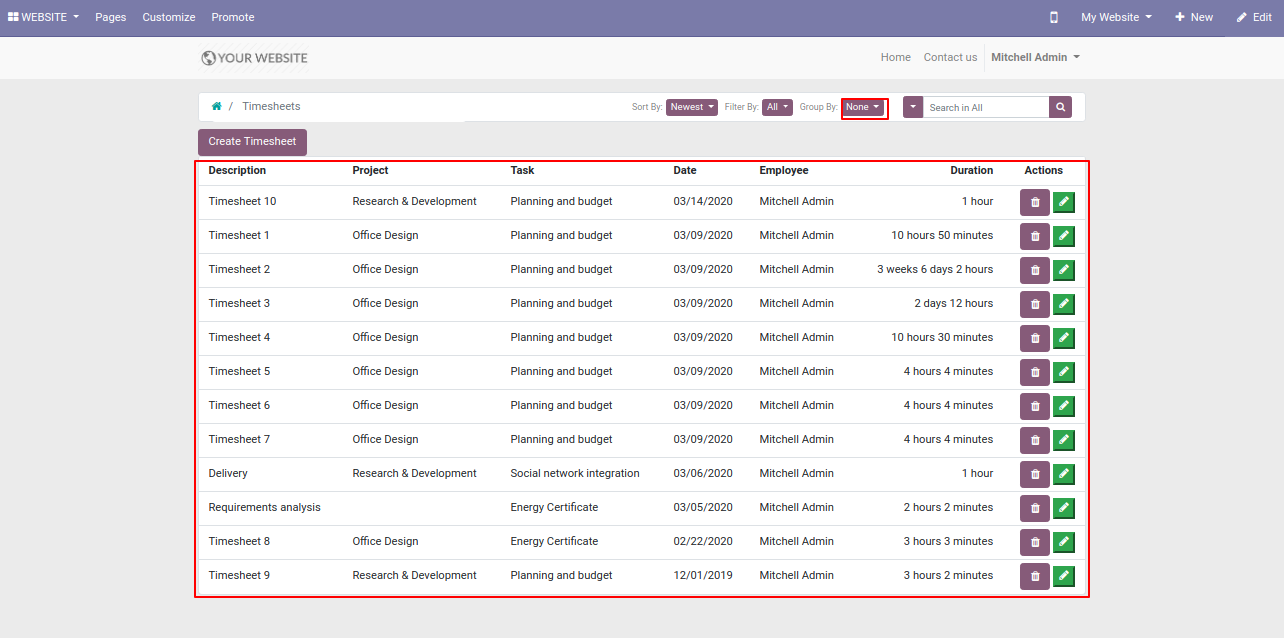 WEBSITE Pages Customize Promote My Website New Edit
YOUR WEBSITE Home Contact us Mitchell Admin
/ Timesheets Sort By: Newest Filter By: All Group By: None Search in All
Create Timesheet
Description Project Task Date Employee Duration Actions
Timesheet 10 Research & Development Planning and budget 03/14/2020 Mitchell Admin 1 hour
Timesheet 1 Office Design Planning and budget 03/09/2020 Mitchell Admin 10 hours 50 minutes
Timesheet 2 Office Design Planning and budget 03/09/2020 Mitchell Admin 3 weeks 6 days 2 hours
Timesheet 3 Office Design Planning and budget 03/09/2020 Mitchell Admin 2 days 12 hours
Timesheet 4 Office Design Planning and budget 03/09/2020 Mitchell Admin 10 hours 30 minutes
Timesheet 5 Office Design Planning and budget 03/09/2020 Mitchell Admin 4 hours 4 minutes
Timesheet 6 Office Design Planning and budget 03/09/2020 Mitchell Admin 4 hours 4 minutes
Timesheet 7 Office Design Planning and budget 03/09/2020 Mitchell Admin 4 hours 4 minutes
Delivery Research & Development Social network integration 03/06/2020 Mitchell Admin 1 hour
Requirements analysis Energy Certificate 03/05/2020 Mitchell Admin 2 hours 2 minutes
Timesheet 8 Office Design Energy Certificate 02/22/2020 Mitchell Admin 3 hours 3 minutes
Timesheet 9 Research & Development Planning and budget 12/01/2019 Mitchell Admin 3 hours 2 minutes